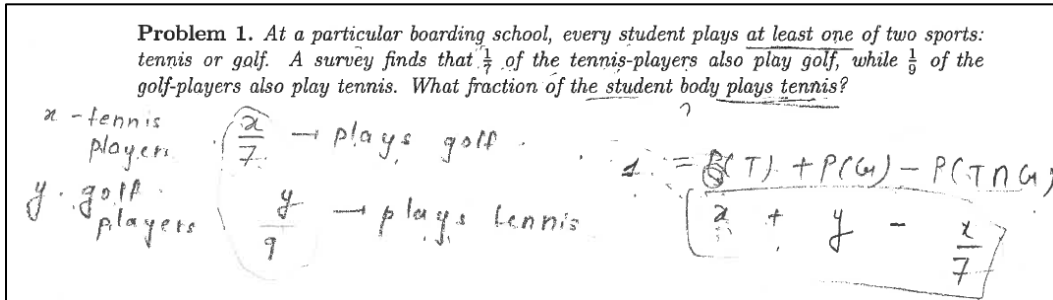 Problem 1. At a particular boarding school, every student plays at least one of two sports:
tennis or golf. A survey finds that 1/7 of the tennis-players also play golf, while 1/9 of the
golf-players also play tennis. What fraction of the student body plays tennis?
?
x - tennis players
x/7 → plays golf.
y. golf players
y/9 → plays tennis
1 = P(T) + P(G) - P(T∩G)
x + y - x/7